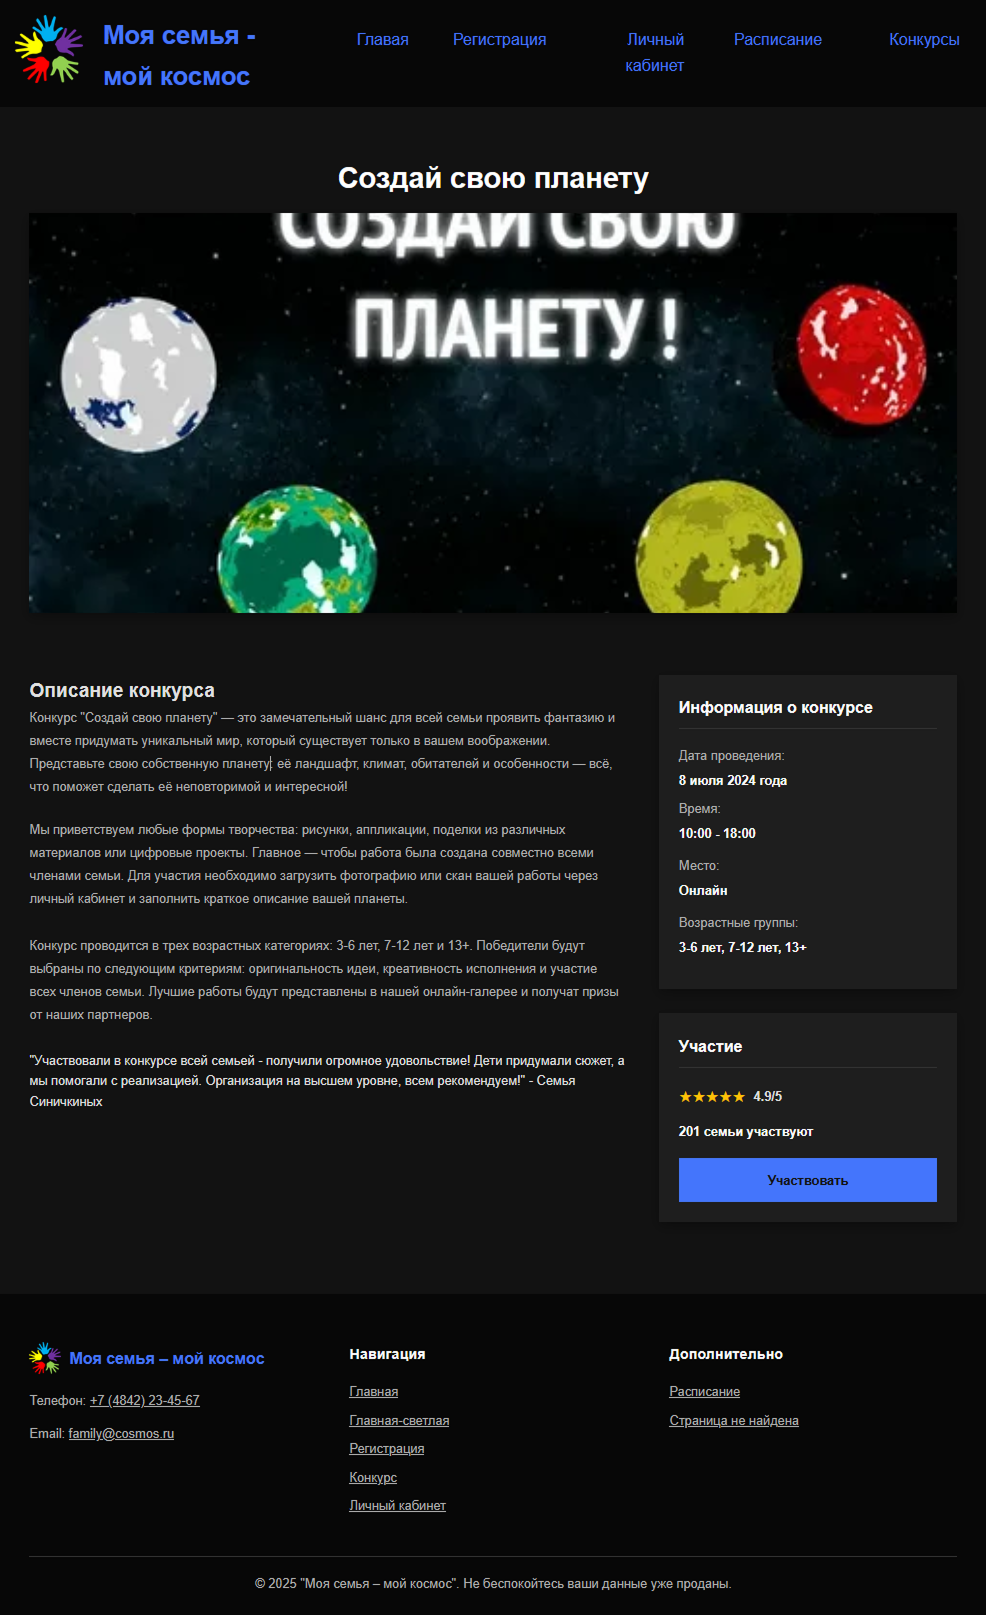 Моя семья -
мой космос
Главая
Регистрация
Личный
кабинет
Расписание
Конкурсы
Создай свою планету
СОЗДАЙ СВОЮ
ПЛАНЕТУ !
Описание конкурса
Конкурс "Создай свою планету" — это замечательный шанс для всей семьи проявить фантазию и
вместе придумать уникальный мир, который существует только в вашем воображении.
Представьте свою собственную планету: её ландшафт, климат, обитателей и особенности — всё,
что поможет сделать её неповторимой и интересной!
Мы приветствуем любые формы творчества: рисунки, аппликации, поделки из различных
материалов или цифровые проекты. Главное — чтобы работа была создана совместно всеми
членами семьи. Для участия необходимо загрузить фотографию или скан вашей работы через
личный кабинет и заполнить краткое описание вашей планеты.
Конкурс проводится в трех возрастных категориях: 3-6 лет, 7-12 лет и 13+. Победители будут
выбраны по следующим критериям: оригинальность идеи, креативность исполнения и участие
всех членов семьи. Лучшие работы будут представлены в нашей онлайн-галерее и получат призы
от наших партнеров.
"Участвовали в конкурсе всей семьей - получили огромное удовольствие! Дети придумали сюжет, а
мы помогали с реализацией. Организация на высшем уровне, всем рекомендуем!" - Семья
Синичкиных
Информация о конкурсе
Дата проведения:
8 июля 2024 года
Время:
10:00 - 18:00
Место:
Онлайн
Возрастные группы:
3-6 лет, 7-12 лет, 13+
Участие
★★★★★ 4.9/5
201 семьи участвуют
Участвовать
Моя семья – мой космос
Телефон: +7 (4842) 23-45-67
Email: family@cosmos.ru
Навигация
Главная
Главная-светлая
Регистрация
Конкурс
Личный кабинет
Дополнительно
Расписание
Страница не найдена
© 2025 "Моя семья – мой космос". Не беспокойтесь ваши данные уже проданы.